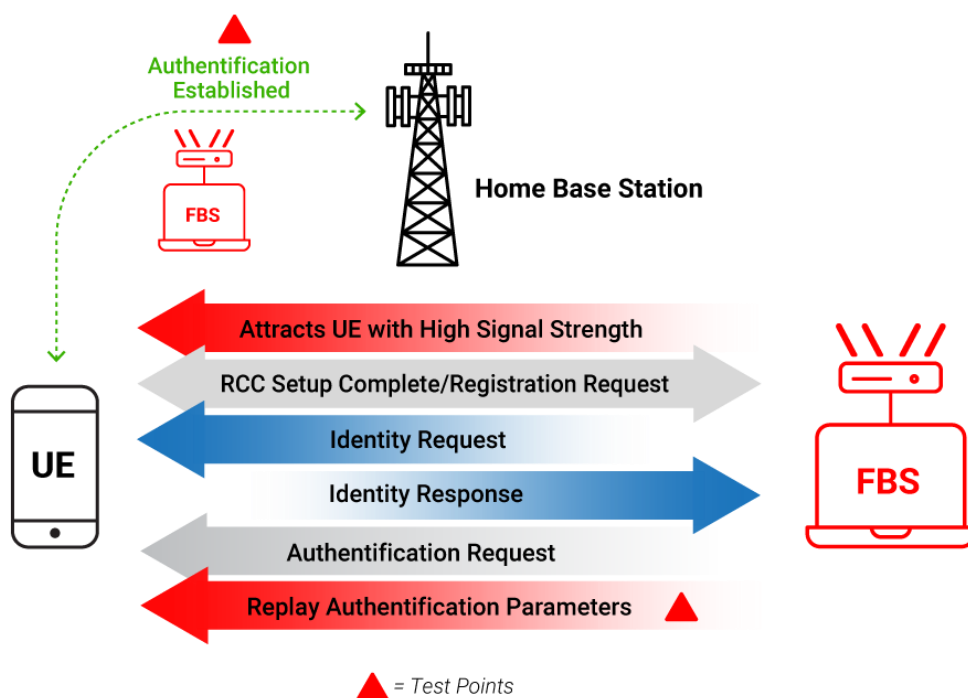 Authentification
Established
FBS
Home Base Station
Attracts UE with High Signal Strength
RCC Setup Complete/Registration Request
Identity Request
UE
Identity Response
FBS
Authentification Request
Replay Authentification Parameters
= Test Points